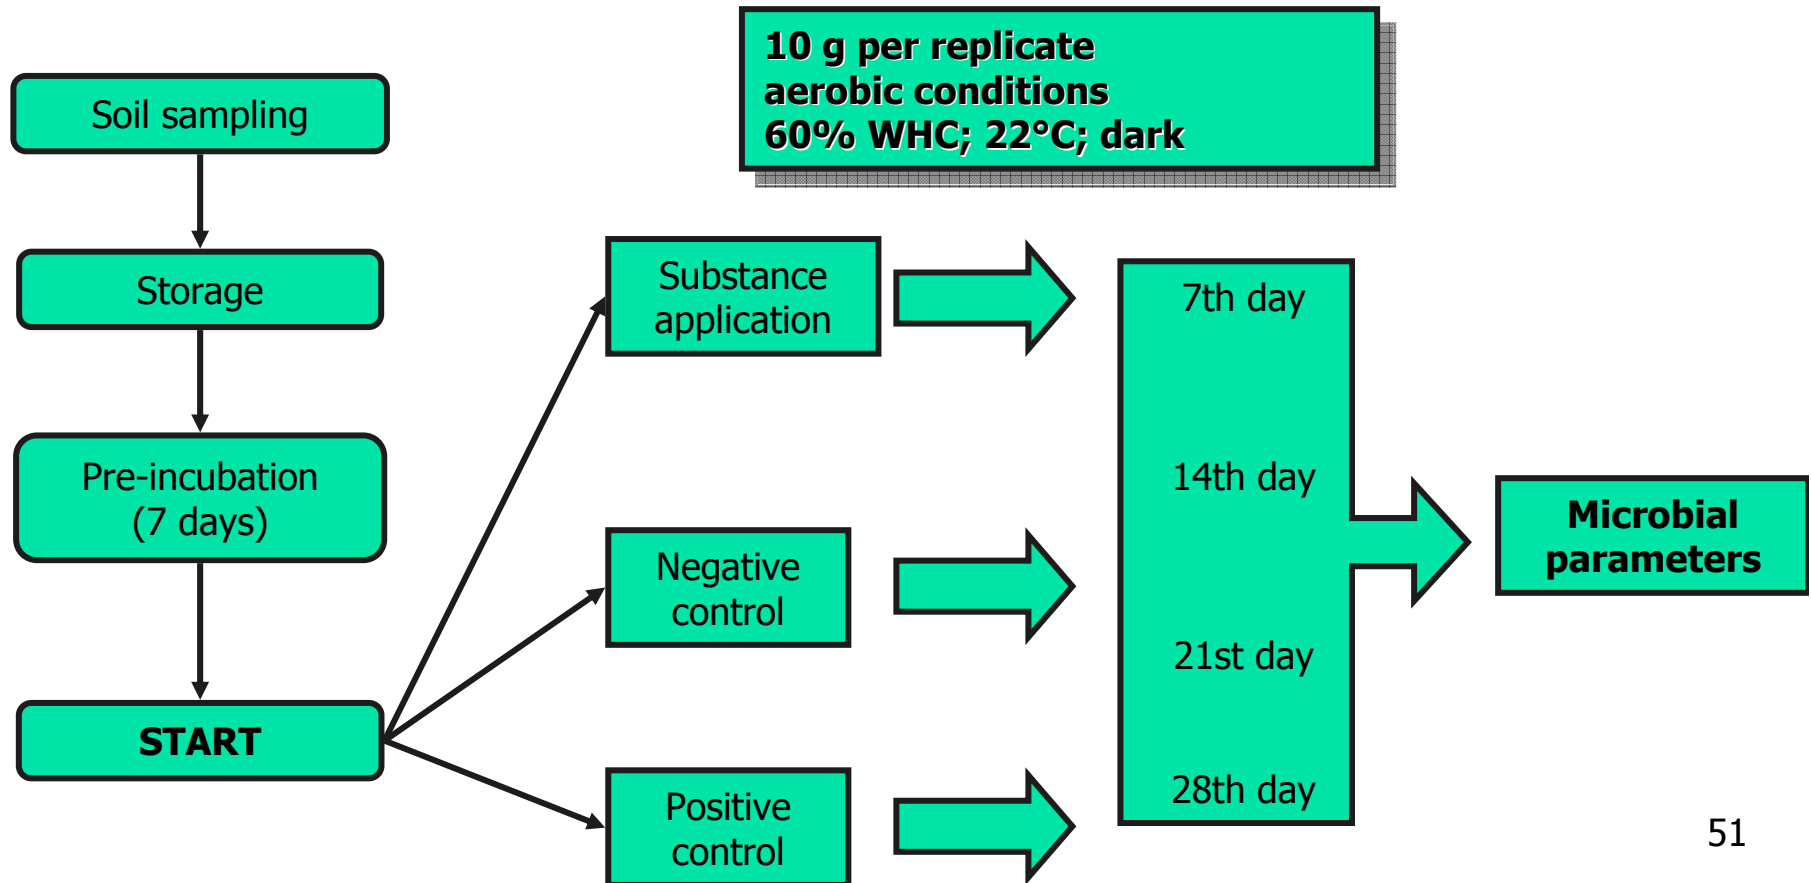 10 g per replicate
aerobic conditions
60% WHC; 22°C; dark
Soil sampling
Storage
Pre-incubation
(7 days)
START
Substance
application
Negative
control
Positive
control
7th day
14th day
21st day
28th day
Microbial
parameters
51